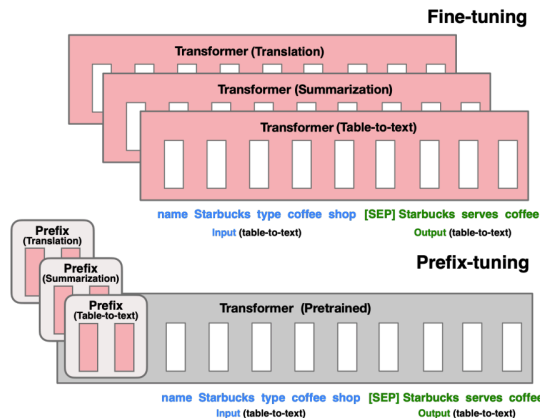 Fine-tuning
Transformer (Translation)
Transformer (Summarization)
Transformer (Table-to-text)
name Starbucks type coffee shop [SEP] Starbucks serves coffee
Input (table-to-text) Output (table-to-text)
Prefix-tuning
Prefix
(Translation)
Prefix
(Summarization)
Prefix
(Table-to-text)
Transformer (Pretrained)
name Starbucks type coffee shop [SEP] Starbucks serves coffee
Input (table-to-text) Output (table-to-text)